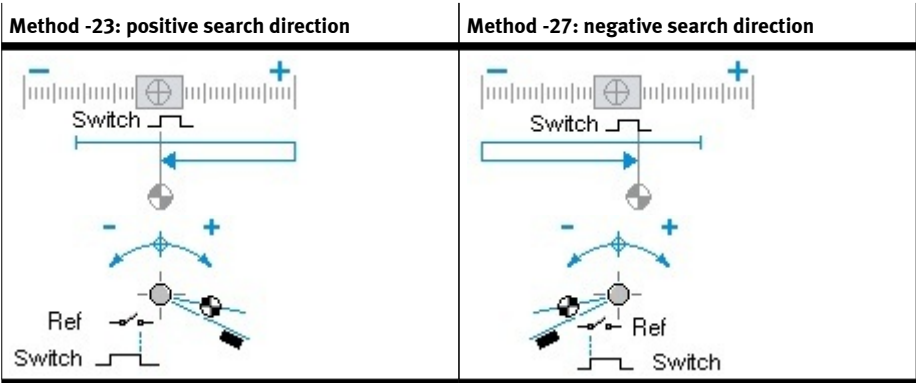 Method -23: positive search direction
Method -27: negative search direction
− +
Switch
- +
Ref
Switch
− +
Switch
- +
Ref
Switch